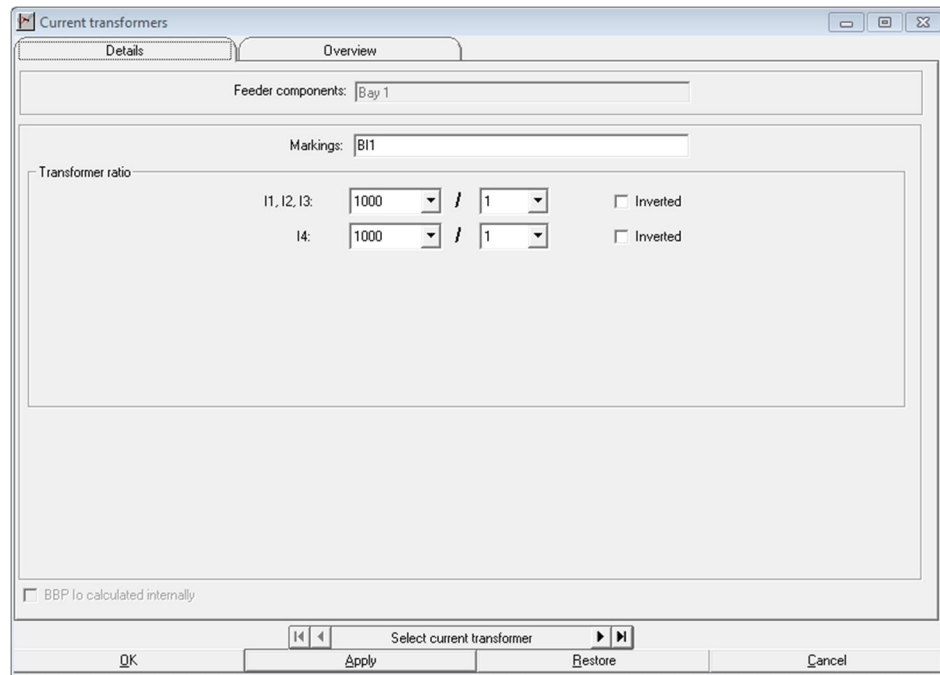 Current transformers
Details Overview
Feeder components: Bay 1
Markings: BI1
Transformer ratio
I1, I2, I3: 1000 / 1 Inverted
I4: 1000 / 1 Inverted
BBP Io calculated internally
Select current transformer
OK Apply Restore Cancel